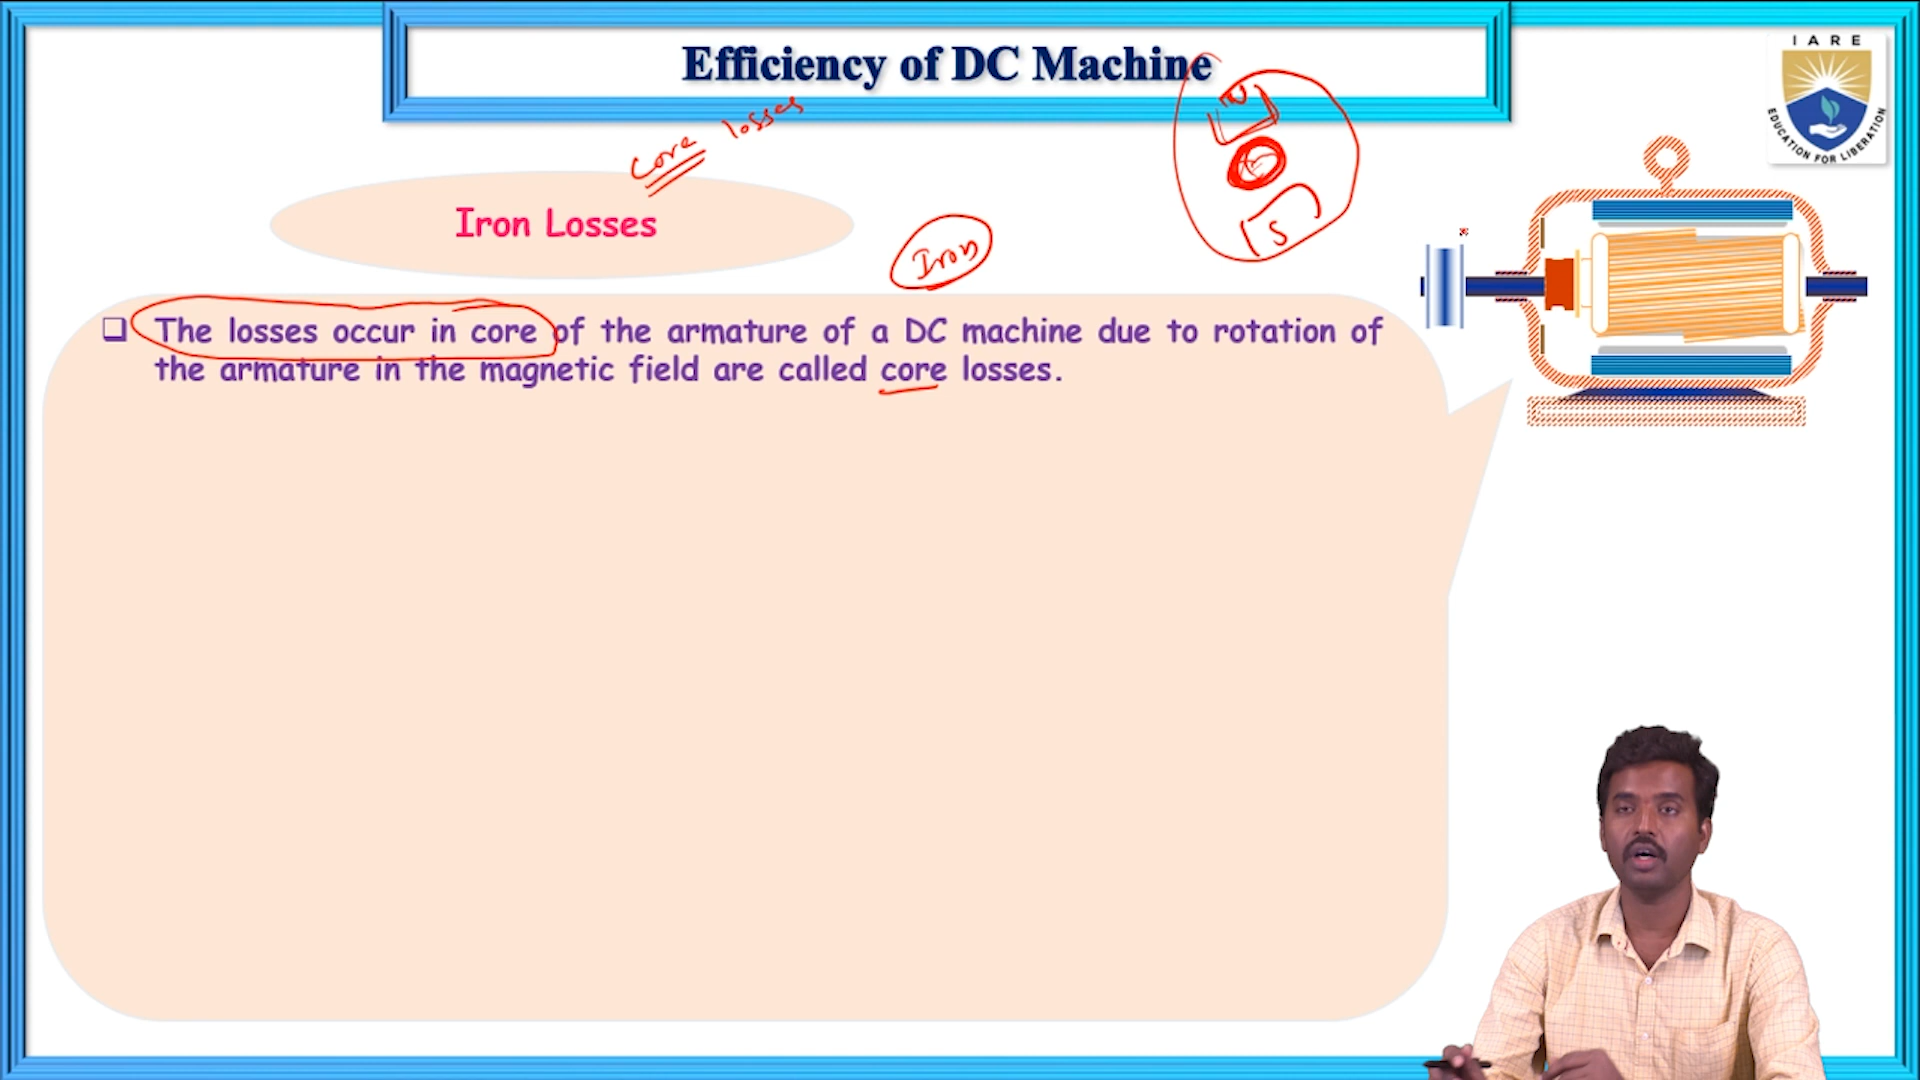 Efficiency of DC Machine
IARE
EDUCATION FOR LIBERATION
Core losses
N
S
Iron Losses
Iron
❑ The losses occur in core of the armature of a DC machine due to rotation of
the armature in the magnetic field are called core losses.